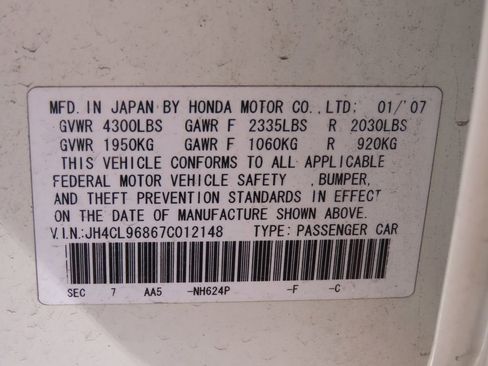 MFD. IN JAPAN BY HONDA MOTOR CO., LTD: 01/'07
GVWR 4300LBS GAWR F 2335LBS R 2030LBS
GVWR 1950KG GAWR F 1060KG R 920KG
THIS VEHICLE CONFORMS TO ALL APPLICABLE
FEDERAL MOTOR VEHICLE SAFETY , BUMPER,
AND THEFT PREVENTION STANDARDS IN EFFECT
ON THE DATE OF MANUFACTURE SHOWN ABOVE.
V.I.N.:JH4CL96867C012148 TYPE: PASSENGER CAR
SEC 7 AA5 -NH624P -F -C